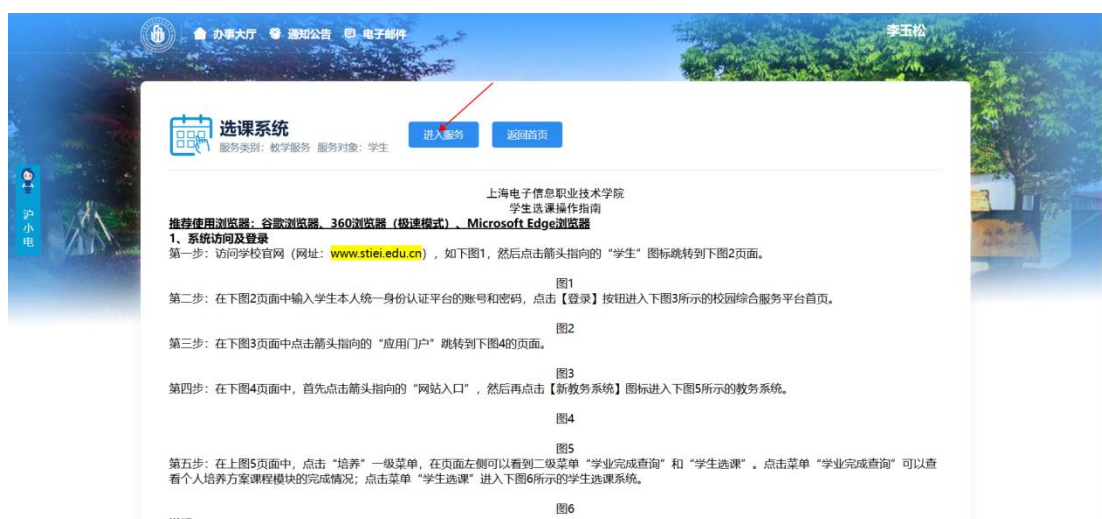 办事大厅 通知公告 电子邮件
李玉松
选课系统
服务类别：教学服务 服务对象：学生
进入服务
返回首页
沪小电
上海电子信息职业技术学院
学生选课操作指南
推荐使用浏览器：谷歌浏览器、360浏览器（极速模式）、Microsoft Edge浏览器
1、系统访问及登录
第一步：访问学校官网（网址：www.stiei.edu.cn），如下图1，然后点击箭头指向的“学生”图标跳转到下图2页面。
图1
第二步：在下图2页面中输入学生本人统一身份认证平台的账号和密码，点击【登录】按钮进入下图3所示的校园综合服务平台首页。
图2
第三步：在下图3页面中点击箭头指向的“应用门户”跳转到下图4的页面。
图3
第四步：在下图4页面中，首先点击箭头指向的“网站入口”，然后再点击【新教务系统】图标进入下图5所示的教务系统。
图4
图5
第五步：在上图5页面中，点击“培养”一级菜单，在页面左侧可以看到二级菜单“学业完成查询”和“学生选课”。点击菜单“学业完成查询”可以查
看个人培养方案课程模块的完成情况；点击菜单“学生选课”进入下图6所示的学生选课系统。
图6